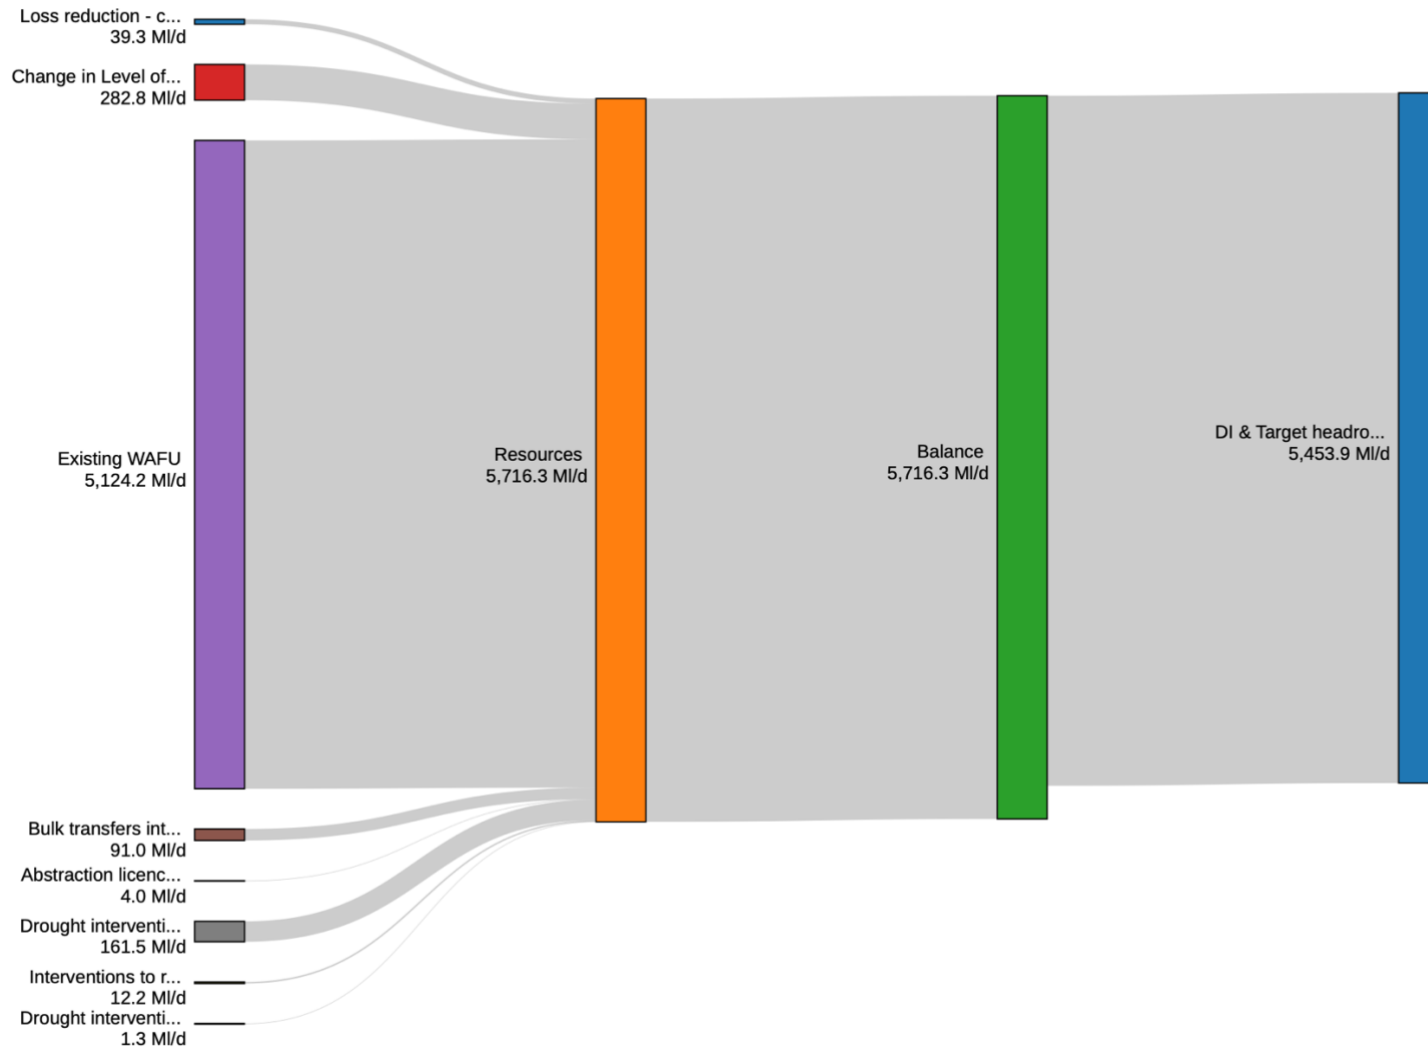 Loss reduction - c...
39.3 Ml/d
Change in Level of...
282.8 Ml/d
Existing WAFU
5,124.2 Ml/d
Bulk transfers int...
91.0 Ml/d
Abstraction licenc...
4.0 Ml/d
Drought interventi...
161.5 Ml/d
Interventions to r...
12.2 Ml/d
Drought interventi...
1.3 Ml/d
Resources
5,716.3 Ml/d
Balance
5,716.3 Ml/d
DI & Target headro...
5,453.9 Ml/d